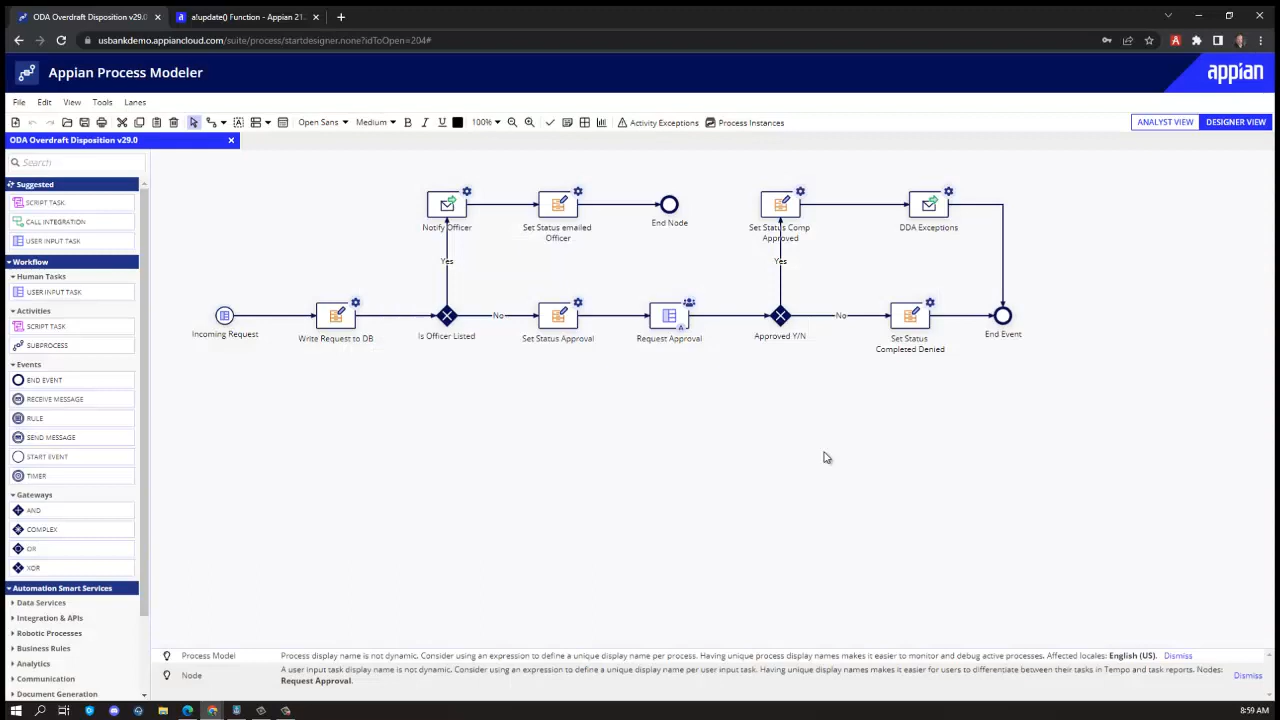 ODA Overdraft Disposition v29.0
a!update() Function - Appian 21...
usbankdemo.appiancloud.com/suite/process/startdesigner.none?idToOpen=204#
Appian Process Modeler
appian
File Edit View Tools Lanes
Open Sans Medium B I U 100% Activity Exceptions Process Instances ANALYST VIEW DESIGNER VIEW
ODA Overdraft Disposition v29.0
Search
Suggested
SCRIPT TASK
CALL INTEGRATION
USER INPUT TASK
Workflow
Human Tasks
USER INPUT TASK
Activities
SCRIPT TASK
SUBPROCESS
Events
END EVENT
RECEIVE MESSAGE
RULE
SEND MESSAGE
START EVENT
TIMER
Gateways
AND
COMPLEX
OR
XOR
Automation Smart Services
Data Services
Integration & APIs
Robotic Processes
Business Rules
Analytics
Communication
Document Generation
Notify Officer
Set Status emailed
Officer
End Node
Set Status Comp
Approved
DDA Exceptions
Yes
Yes
Incoming Request
Write Request to DB
Is Officer Listed
No
Set Status Approval
Request Approval
Approved Y/N
No
Set Status
Completed Denied
End Event
Process Model Process display name is not dynamic. Consider using an expression to define a unique display name per process. Having unique process display names makes it easier to monitor and debug active processes. Affected locales: English (US). Dismiss
Node A user input task display name is not dynamic. Consider using an expression to define a unique display name per user input task. Having unique display names makes it easier for users to differentiate between their tasks in Tempo and task reports. Nodes:
Request Approval. Dismiss
8:59 AM